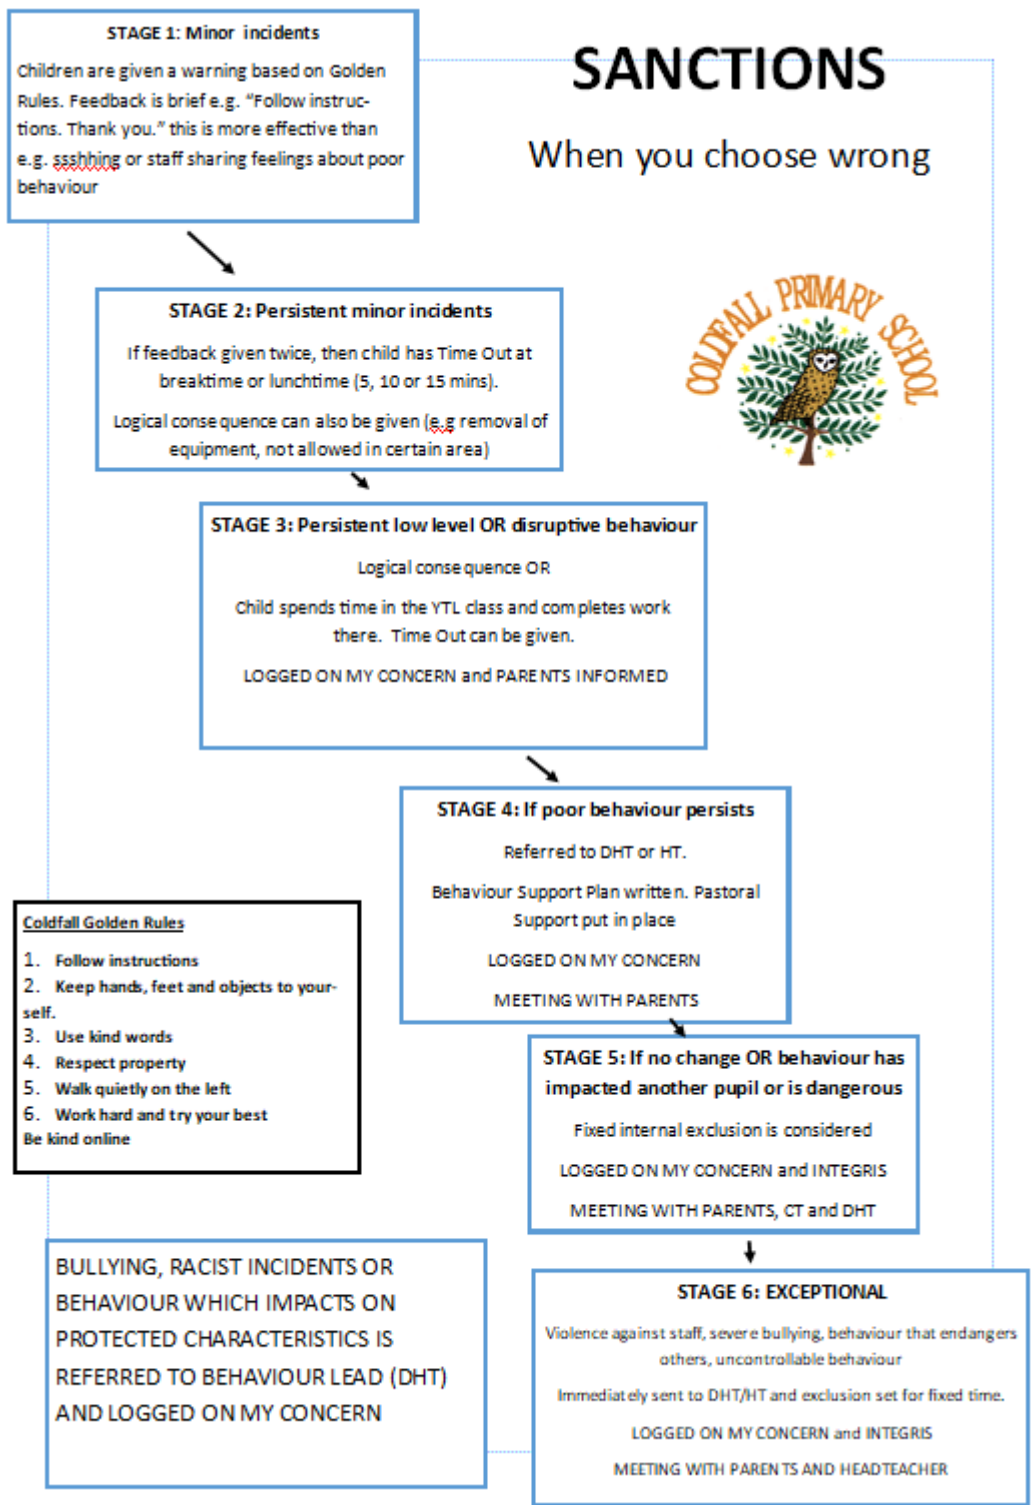 SANCTIONS
When you choose wrong
COLDFALL PRIMARY SCHOOL
STAGE 1: Minor incidents
Children are given a warning based on Golden
Rules. Feedback is brief e.g. “Follow instruc-
tions. Thank you.” this is more effective than
e.g. ssshhing or staff sharing feelings about poor
behaviour
STAGE 2: Persistent minor incidents
If feedback given twice, then child has Time Out at
breaktime or lunchtime (5, 10 or 15 mins).
Logical consequence can also be given (e.g removal of
equipment, not allowed in certain area)
STAGE 3: Persistent low level OR disruptive behaviour
Logical consequence OR
Child spends time in the YTL class and completes work
there. Time Out can be given.
LOGGED ON MY CONCERN and PARENTS INFORMED
STAGE 4: If poor behaviour persists
Referred to DHT or HT.
Behaviour Support Plan written. Pastoral
Support put in place
LOGGED ON MY CONCERN
MEETING WITH PARENTS
Coldfall Golden Rules
1. Follow instructions
2. Keep hands, feet and objects to your-
self.
3. Use kind words
4. Respect property
5. Walk quietly on the left
6. Work hard and try your best
Be kind online
STAGE 5: If no change OR behaviour has
impacted another pupil or is dangerous
Fixed internal exclusion is considered
LOGGED ON MY CONCERN and INTEGRIS
MEETING WITH PARENTS, CT and DHT
BULLYING, RACIST INCIDENTS OR
BEHAVIOUR WHICH IMPACTS ON
PROTECTED CHARACTERISTICS IS
REFERRED TO BEHAVIOUR LEAD (DHT)
AND LOGGED ON MY CONCERN
STAGE 6: EXCEPTIONAL
Violence against staff, severe bullying, behaviour that endangers
others, uncontrollable behaviour
Immediately sent to DHT/HT and exclusion set for fixed time.
LOGGED ON MY CONCERN and INTEGRIS
MEETING WITH PARENTS AND HEADTEACHER